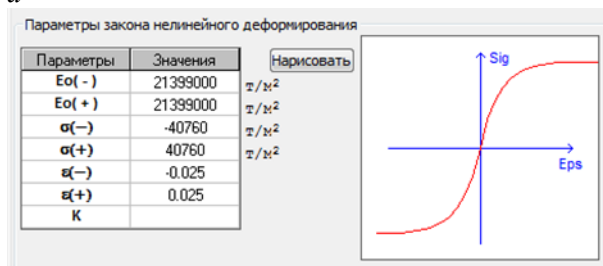 Параметры закона нелинейного деформирования
Параметры Значения Нарисовать
Eo( - ) 21399000 т/м²
Eo( + ) 21399000 т/м²
σ(—) -40760 т/м²
σ(+) 40760 т/м²
ε(—) -0.025
ε(+) 0.025
K
Sig
Eps